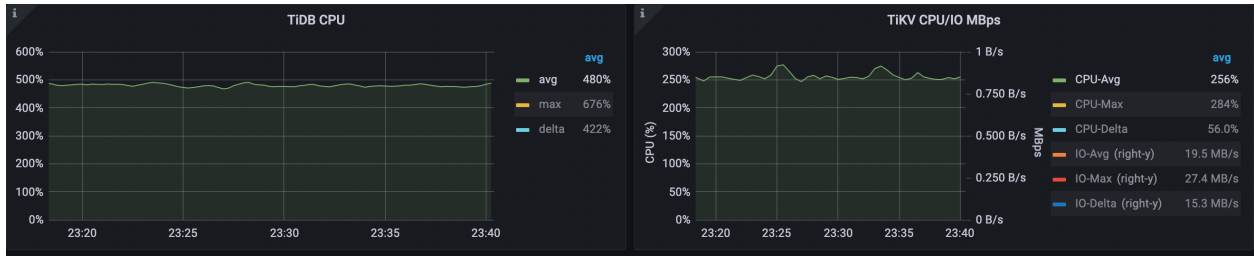 i
TiDB CPU
600%
500%
400%
300%
200%
100%
0%
23:20 23:25 23:30 23:35 23:40
avg
avg 480%
max 676%
delta 422%
i
TiKV CPU/IO MBps
CPU (%)
300%
250%
200%
150%
100%
50%
0%
23:20 23:25 23:30 23:35 23:40
1 B/s
0.750 B/s
0.500 B/s
0.250 B/s
0 B/s
MBps
avg
CPU-Avg 256%
CPU-Max 284%
CPU-Delta 56.0%
IO-Avg (right-y) 19.5 MB/s
IO-Max (right-y) 27.4 MB/s
IO-Delta (right-y) 15.3 MB/s